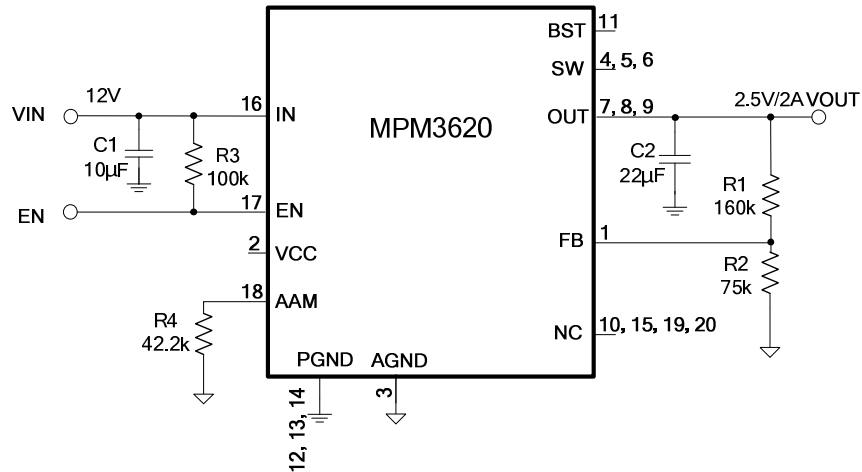 BST
11
SW
4, 5, 6
VIN
12V
16
IN
MPM3620
OUT
7, 8, 9
2.5V/2A VOUT
C1
10µF
R3
100k
C2
22µF
R1
160k
EN
17
EN
2
VCC
FB
1
R2
75k
18
AAM
R4
42.2k
NC
10, 15, 19, 20
PGND
AGND
12, 13, 14
3